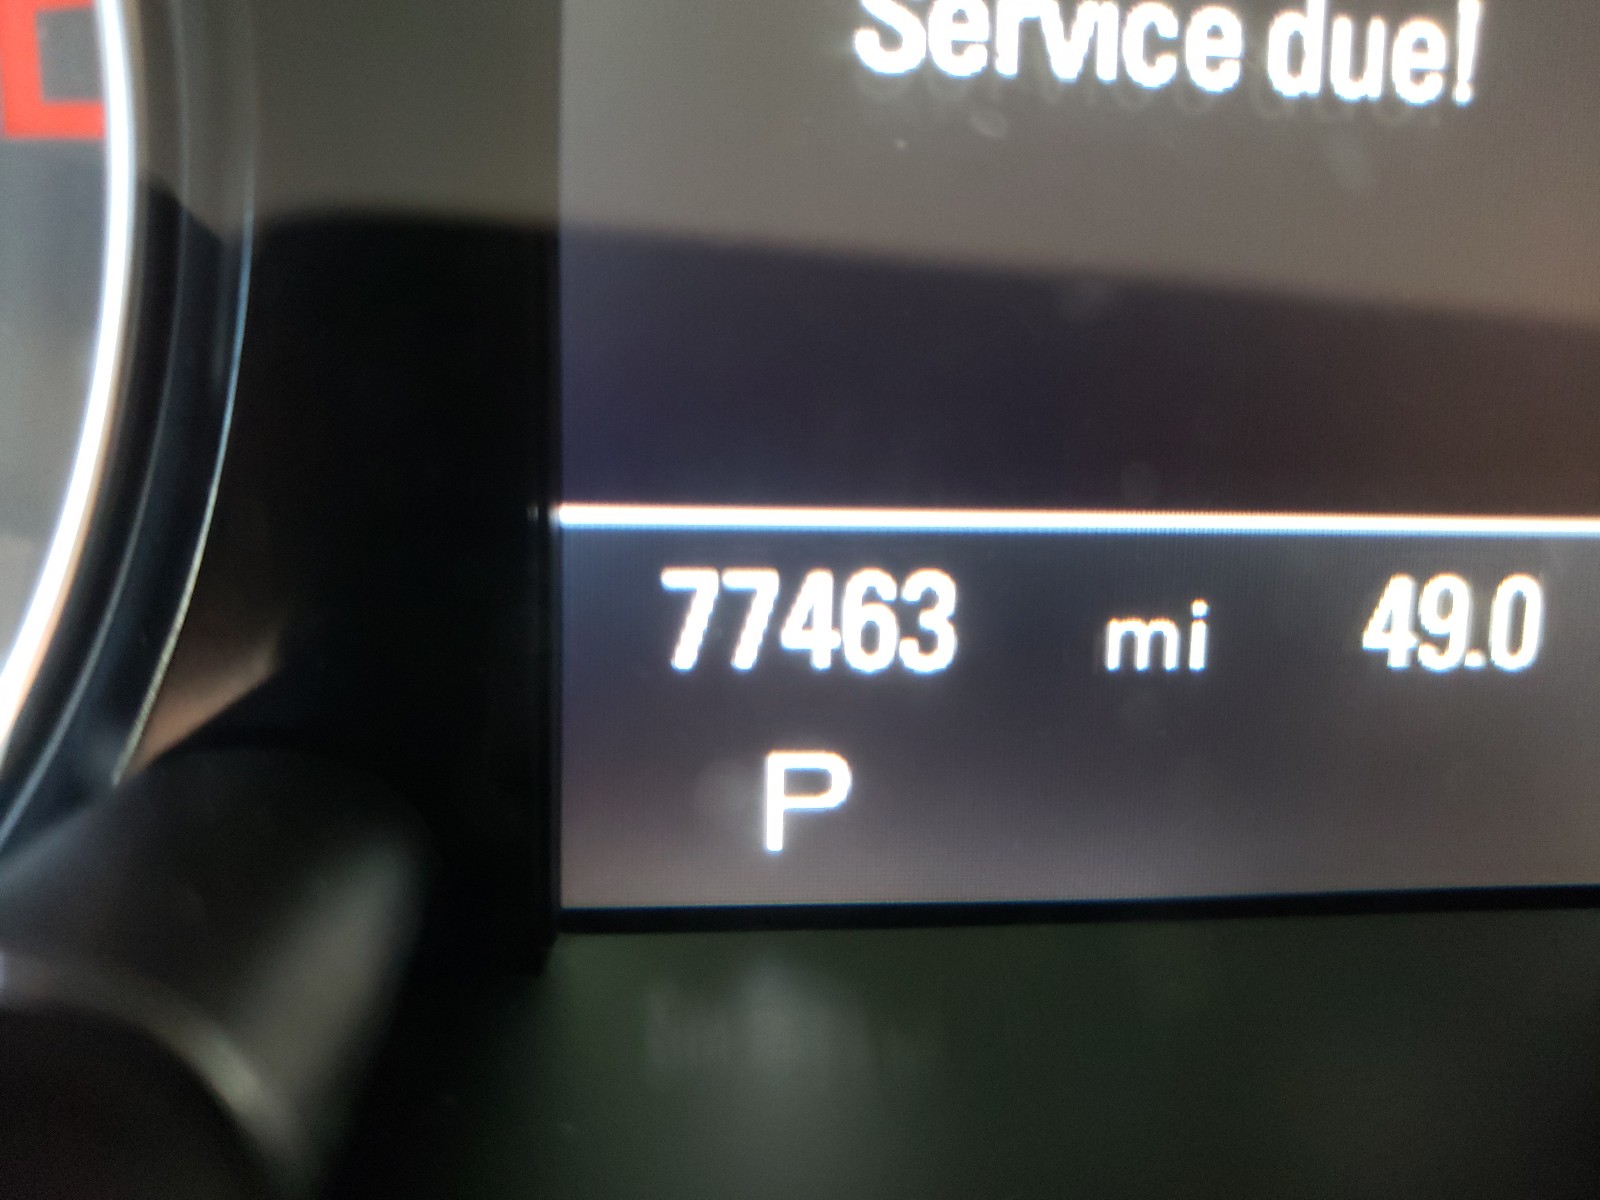 Service due!
77463 mi 49.0
P